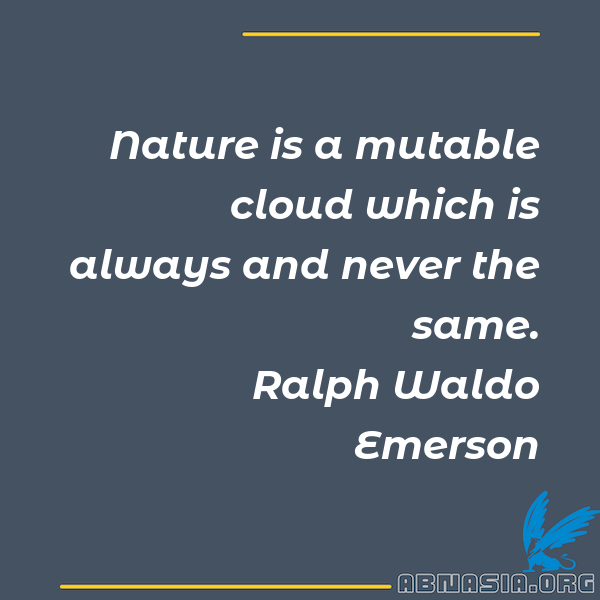 Nature is a mutable
cloud which is
always and never the
same.
Ralph Waldo
Emerson
ABNASIA.ORG